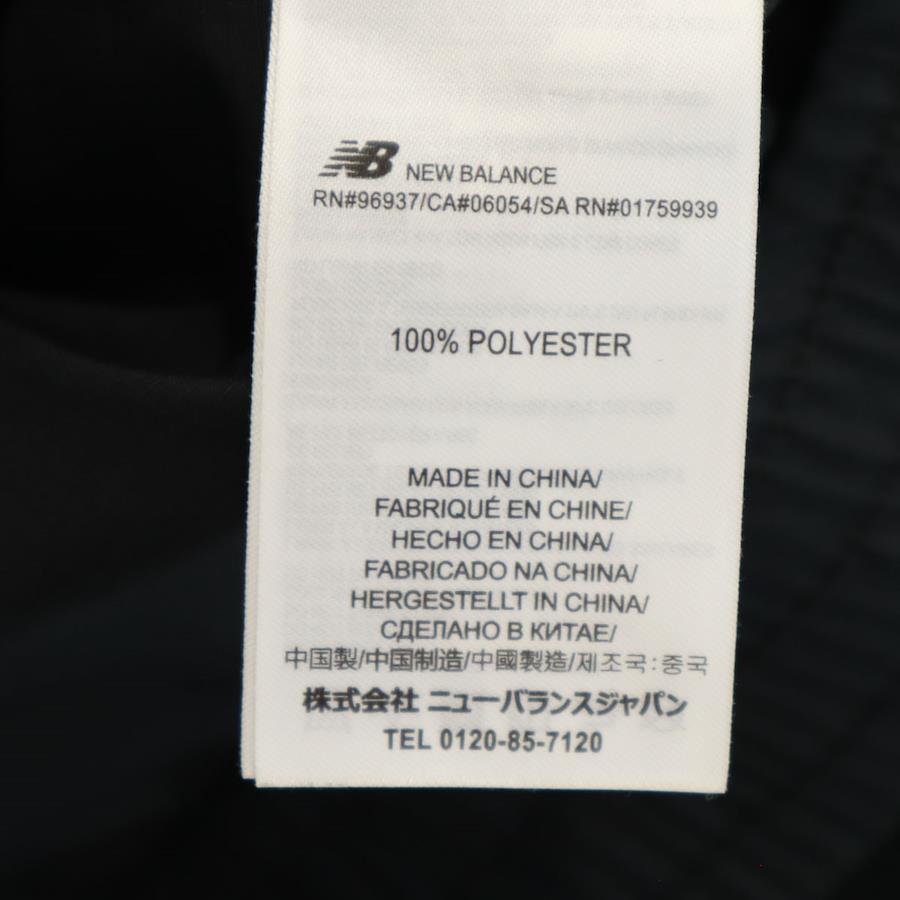 NB NEW BALANCE
RN#96937/CA#06054/SA RN#01759939
100% POLYESTER
MADE IN CHINA/
FABRIQUÉ EN CHINE/
HECHO EN CHINA/
FABRICADO NA CHINA/
HERGESTELLT IN CHINA/
СДЕЛАНО В КИТАЕ/
中国製/中国制造/中國製造/제조국:중국
株式会社 ニューバランスジャパン
TEL 0120-85-7120